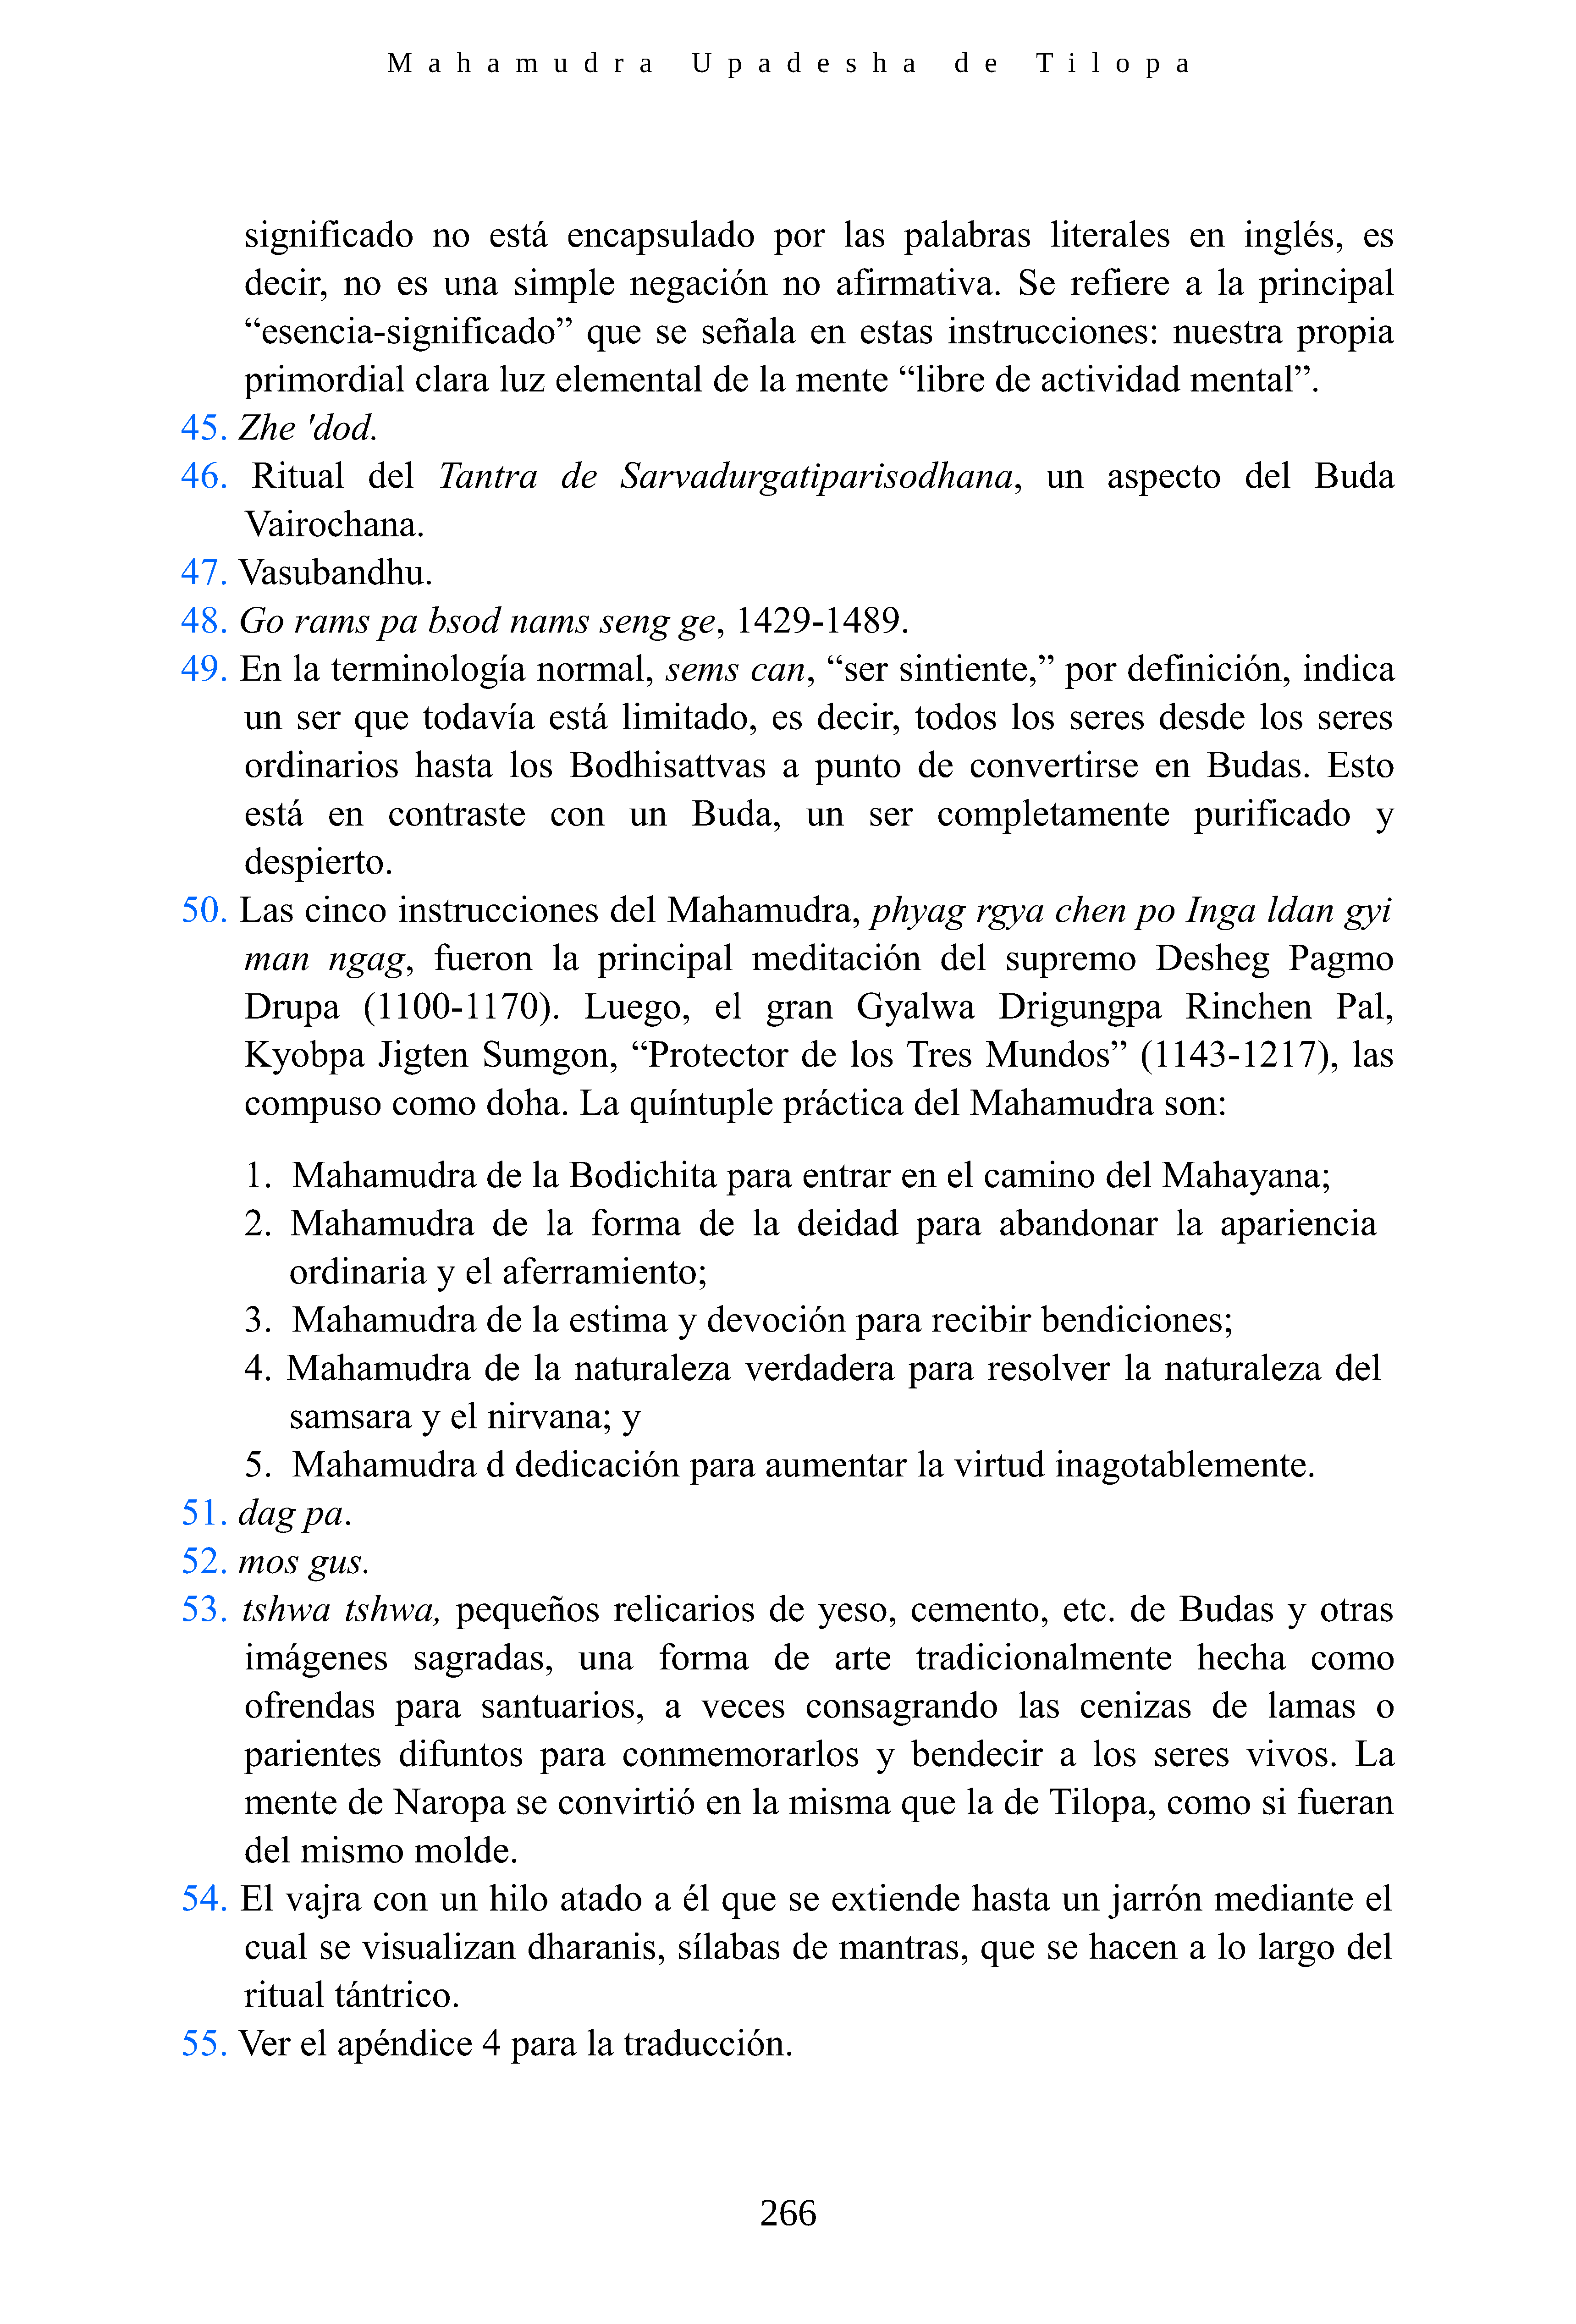 Mahamudra Upadesha de Tilopa
significado no está encapsulado por las palabras literales en inglés, es
decir, no es una simple negación no afirmativa. Se refiere a la principal
“esencia-significado” que se señala en estas instrucciones: nuestra propia
primordial clara luz elemental de la mente “libre de actividad mental”.
45. Zhe 'dod.
46. Ritual del Tantra de Sarvadurgatiparisodhana, un aspecto del Buda
Vairochana.
47. Vasubandhu.
48. Go rams pa bsod nams seng ge, 1429-1489.
49. En la terminología normal, sems can, “ser sintiente,” por definición, indica
un ser que todavía está limitado, es decir, todos los seres desde los seres
ordinarios hasta los Bodhisattvas a punto de convertirse en Budas. Esto
está en contraste con un Buda, un ser completamente purificado y
despierto.
50. Las cinco instrucciones del Mahamudra, phyag rgya chen po Inga ldan gyi
man ngag, fueron la principal meditación del supremo Desheg Pagmo
Drupa (1100-1170). Luego, el gran Gyalwa Drigungpa Rinchen Pal,
Kyobpa Jigten Sumgon, “Protector de los Tres Mundos” (1143-1217), las
compuso como doha. La quíntuple práctica del Mahamudra son:
1. Mahamudra de la Bodichita para entrar en el camino del Mahayana;
2. Mahamudra de la forma de la deidad para abandonar la apariencia
ordinaria y el aferramiento;
3. Mahamudra de la estima y devoción para recibir bendiciones;
4. Mahamudra de la naturaleza verdadera para resolver la naturaleza del
samsara y el nirvana; y
5. Mahamudra d dedicación para aumentar la virtud inagotablemente.
51. dag pa.
52. mos gus.
53. tshwa tshwa, pequeños relicarios de yeso, cemento, etc. de Budas y otras
imágenes sagradas, una forma de arte tradicionalmente hecha como
ofrendas para santuarios, a veces consagrando las cenizas de lamas o
parientes difuntos para conmemorarlos y bendecir a los seres vivos. La
mente de Naropa se convirtió en la misma que la de Tilopa, como si fueran
del mismo molde.
54. El vajra con un hilo atado a él que se extiende hasta un jarrón mediante el
cual se visualizan dharanis, sílabas de mantras, que se hacen a lo largo del
ritual tántrico.
55. Ver el apéndice 4 para la traducción.
266